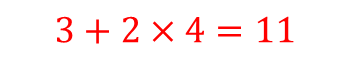 3 + 2 × 4 = 11